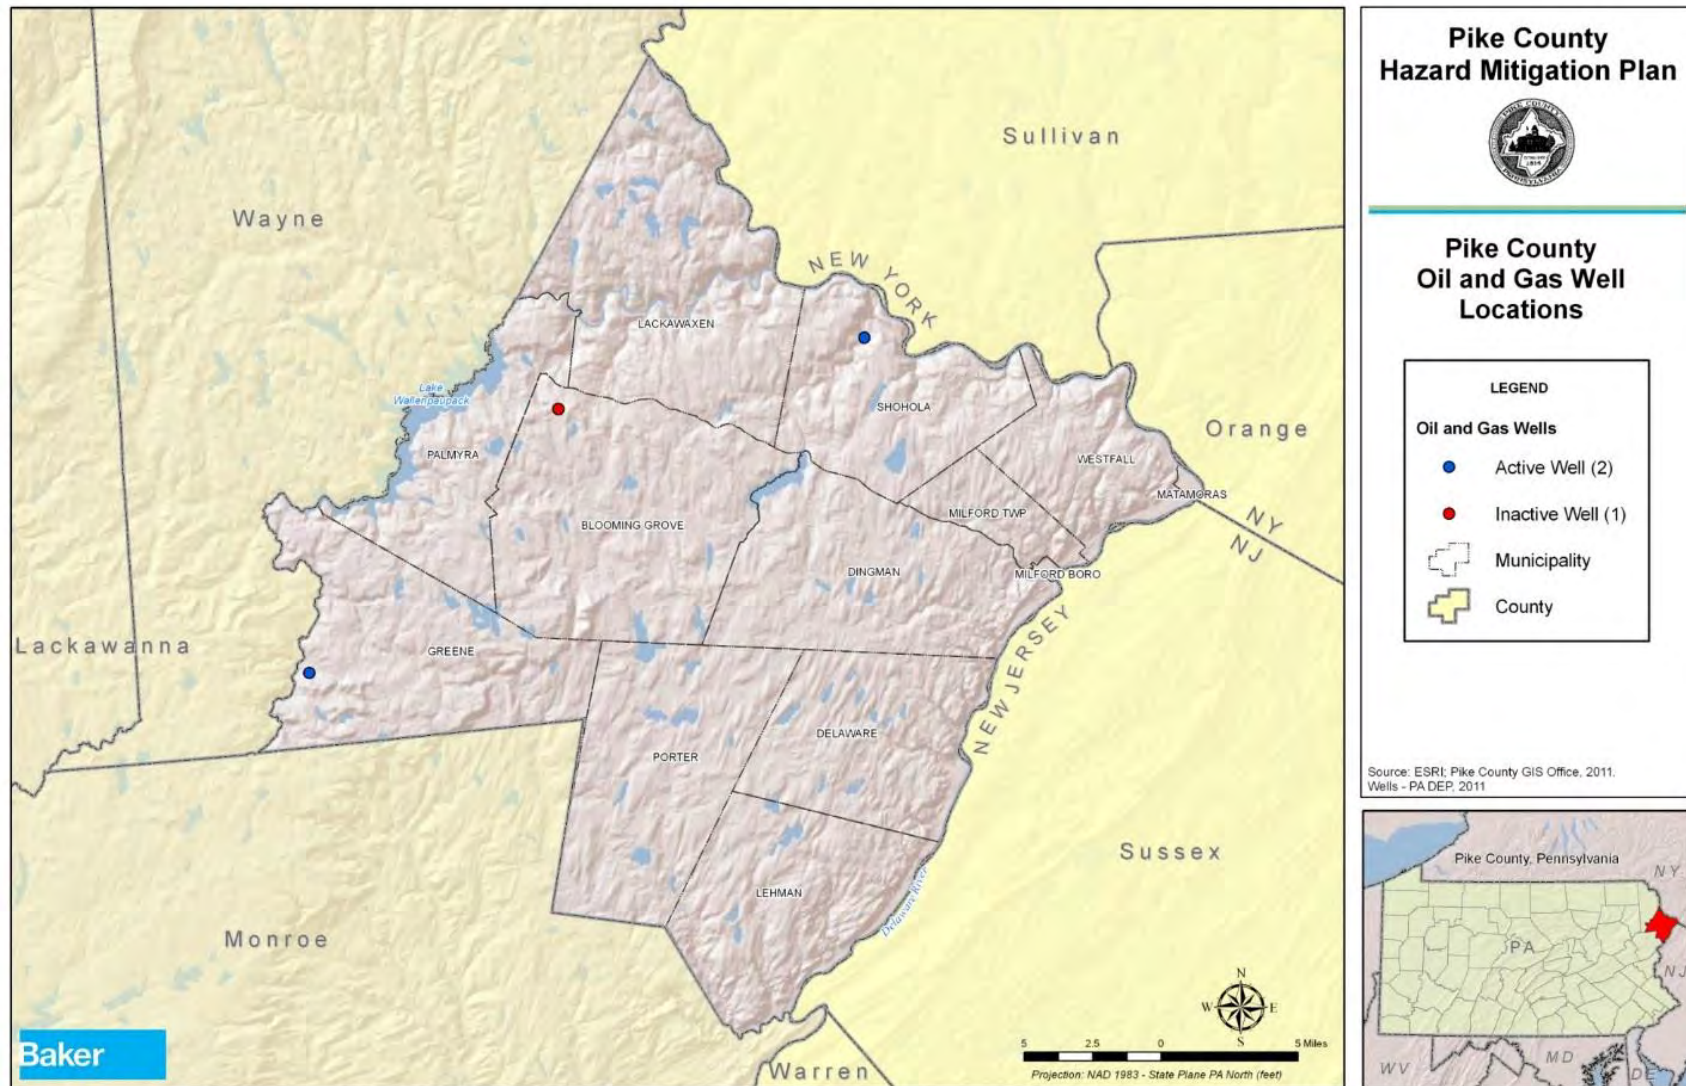 Wayne
Sullivan
NEW YORK
LACKAWAXEN
Lake
Wallenpaupack
SHOHOLA
Orange
PALMYRA
WESTFALL
MATAMORAS
MILFORD TWP
NY
NJ
BLOOMING GROVE
DINGMAN
MILFORD BORO
Lackawanna
GREENE
NEW JERSEY
DELAWARE
PORTER
Sussex
LEHMAN
Delaware River
Monroe
Warren
Baker
N
W
E
S
5
2.5
0
5 Miles
Projection: NAD 1983 - State Plane PA North (feet)
Pike County
Hazard Mitigation Plan
PIKE COUNTY
PENNSYLVANIA
Pike County
Oil and Gas Well
Locations
LEGEND
Oil and Gas Wells
Active Well (2)
Inactive Well (1)
Municipality
County
Source: ESRI; Pike County GIS Office, 2011.
Wells - PA DEP, 2011
Pike County, Pennsylvania
NY
PA
NJ
WV
MD
DE